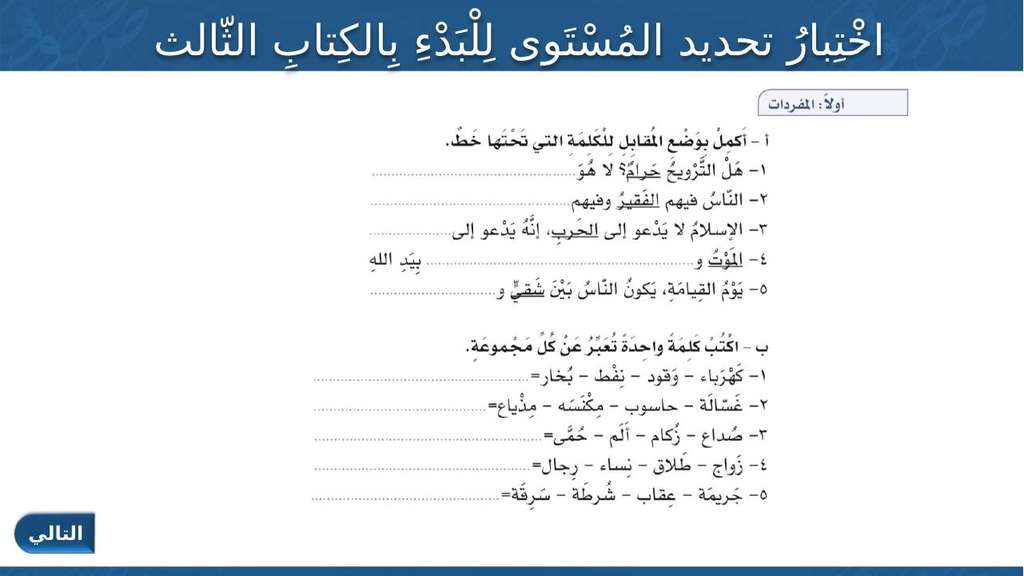 اخْتِبارُ تحديد المُسْتَوى لِلْبَدْءِ بِالكِتابِ الثّالث
أولاً: المفردات
أ - أَكمِلْ بِوَضْعِ المُقابِلِ لِلْكَلِمَةِ التي تَحْتَها خَطٌ.
١- هَلْ التَّرْويحُ حَرامٌ؟ لا هُوَ..............................
٢- النّاسُ فيهم الفَقيرُ وفيهم..............................
٣- الإسلامُ لا يَدْعو إلى الحَربِ، إنَّهُ يَدْعو إلى....................
٤- المَوْتُ و.............................. بِيَدِ اللهِ
٥- يَوْمُ القِيامَةِ، يَكونُ النّاسُ بَيْنَ شَقيٍّ و..............................
ب - اكْتُبْ كَلِمَةً واحِدَةً تُعَبِّرُ عَنْ كُلِّ مَجْموعَةٍ.
١- كَهْرَباء - وَقود - نِفْط - بُخار=..............................
٢- غَسّالَة - حاسوب - مِكْنَسَه - مِذْياع=..............................
٣- صُداع - زُكام - أَلَم - حُمَّى=..............................
٤- زَواج - طَلاق - نِساء - رِجال=..............................
٥- جَريمَة - عِقاب - شُرطَة - سَرِقَة=..............................
التالي